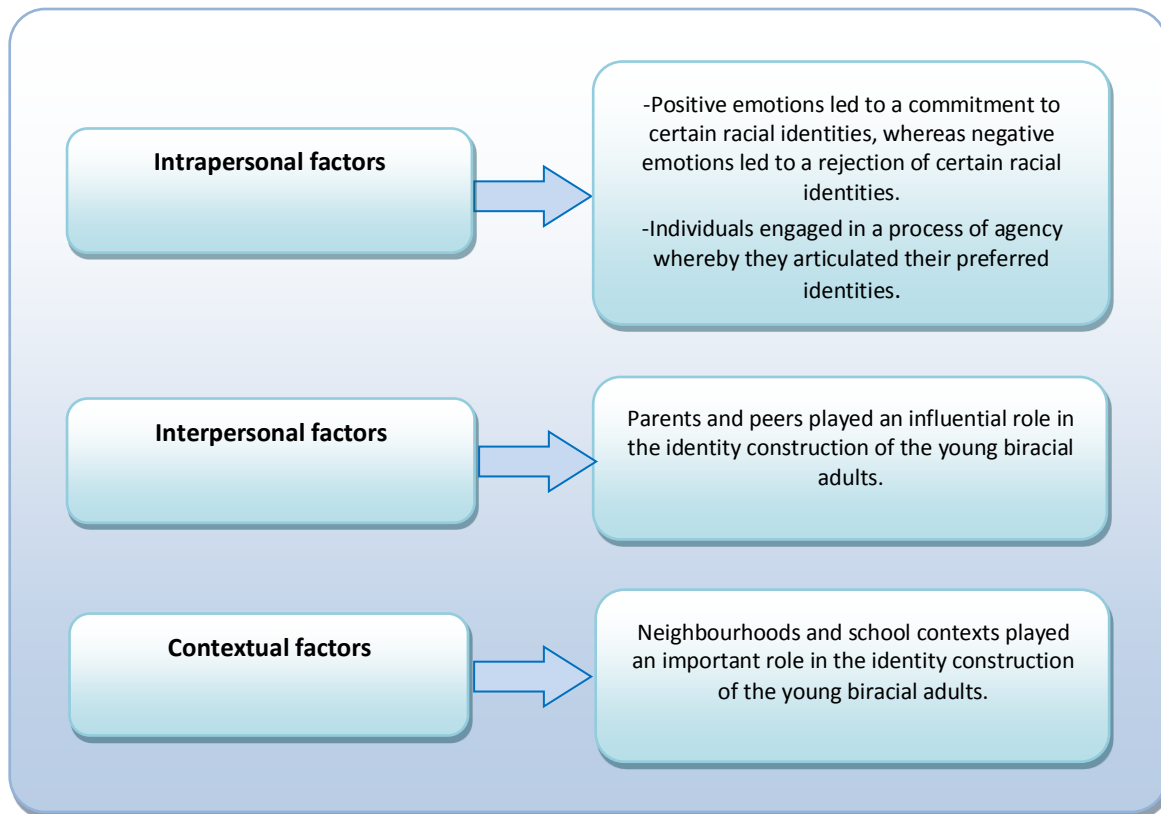 Intrapersonal factors
-Positive emotions led to a commitment to
certain racial identities, whereas negative
emotions led to a rejection of certain racial
identities.
-Individuals engaged in a process of agency
whereby they articulated their preferred
identities.
Interpersonal factors
Parents and peers played an influential role in
the identity construction of the young biracial
adults.
Contextual factors
Neighbourhoods and school contexts played
an important role in the identity construction
of the young biracial adults.